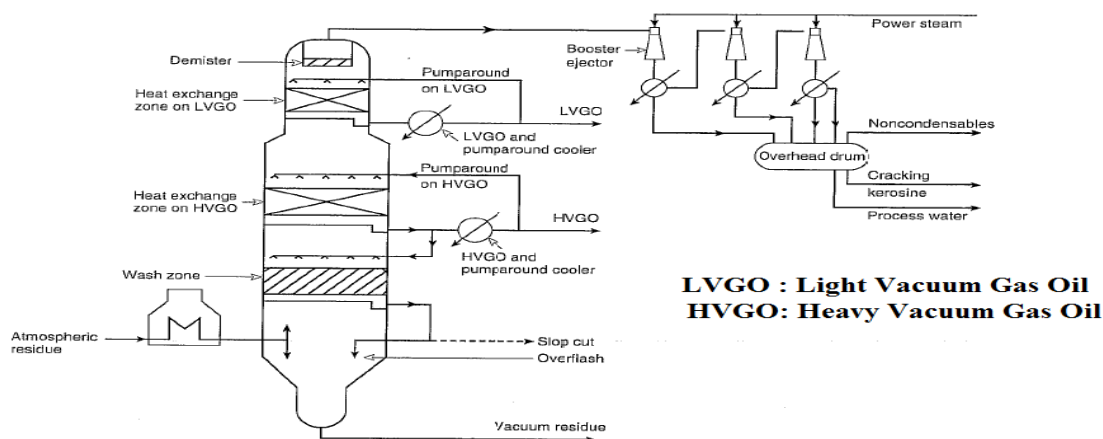 Power steam
Booster
ejector
Demister
Pumparound
on LVGO
Heat exchange
zone on LVGO
LVGO
LVGO and
pumparound cooler
Noncondensables
Overhead drum
Cracking
kerosine
Process water
Pumparound
on HVGO
Heat exchange
zone on HVGO
HVGO
HVGO and
pumparound cooler
Wash zone
LVGO : Light Vacuum Gas Oil
HVGO: Heavy Vacuum Gas Oil
Atmospheric
residue
Slop cut
Overflash
Vacuum residue